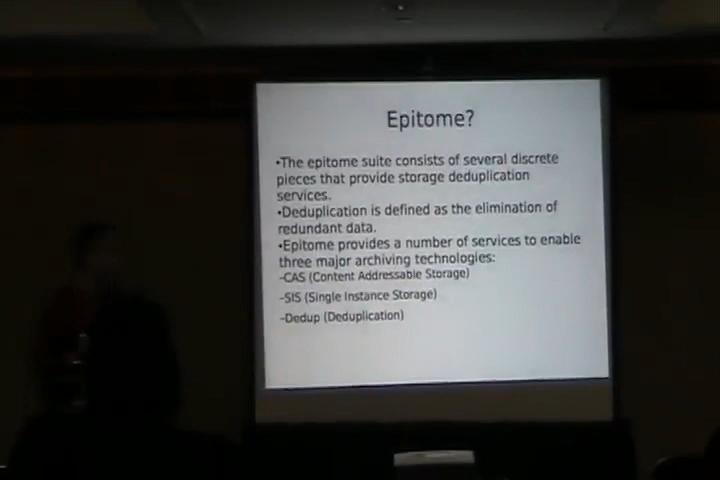 Epitome?
•The epitome suite consists of several discrete
pieces that provide storage deduplication
services.
•Deduplication is defined as the elimination of
redundant data.
•Epitome provides a number of services to enable
three major archiving technologies:
-CAS (Content Addressable Storage)
-SIS (Single Instance Storage)
-Dedup (Deduplication)